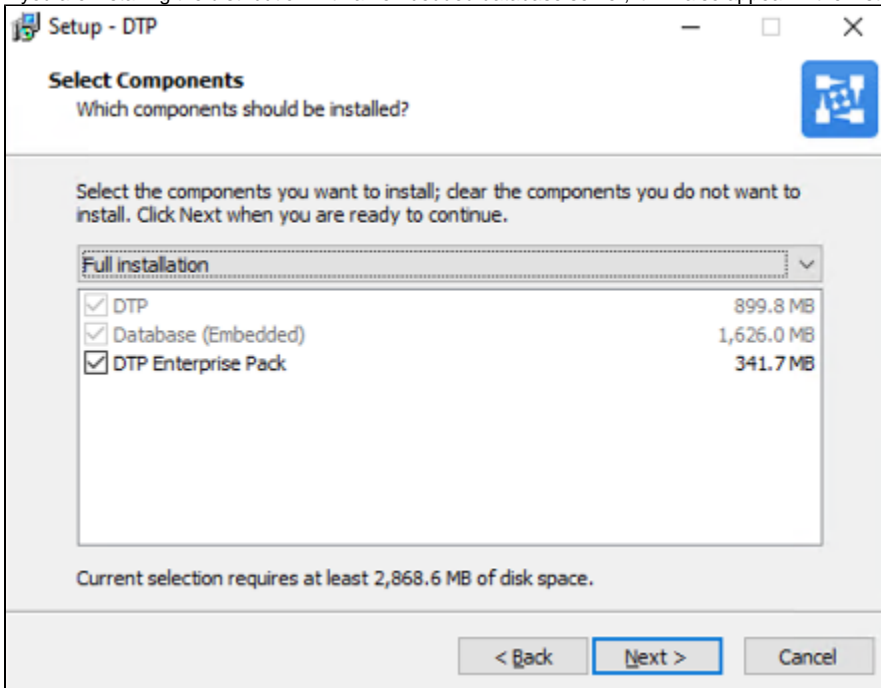 Setup - DTP
Select Components
Which components should be installed?
Select the components you want to install; clear the components you do not want to
install. Click Next when you are ready to continue.
Full installation
DTP 899.8 MB
Database (Embedded) 1,626.0 MB
DTP Enterprise Pack 341.7 MB
Current selection requires at least 2,868.6 MB of disk space.
< Back Next > Cancel